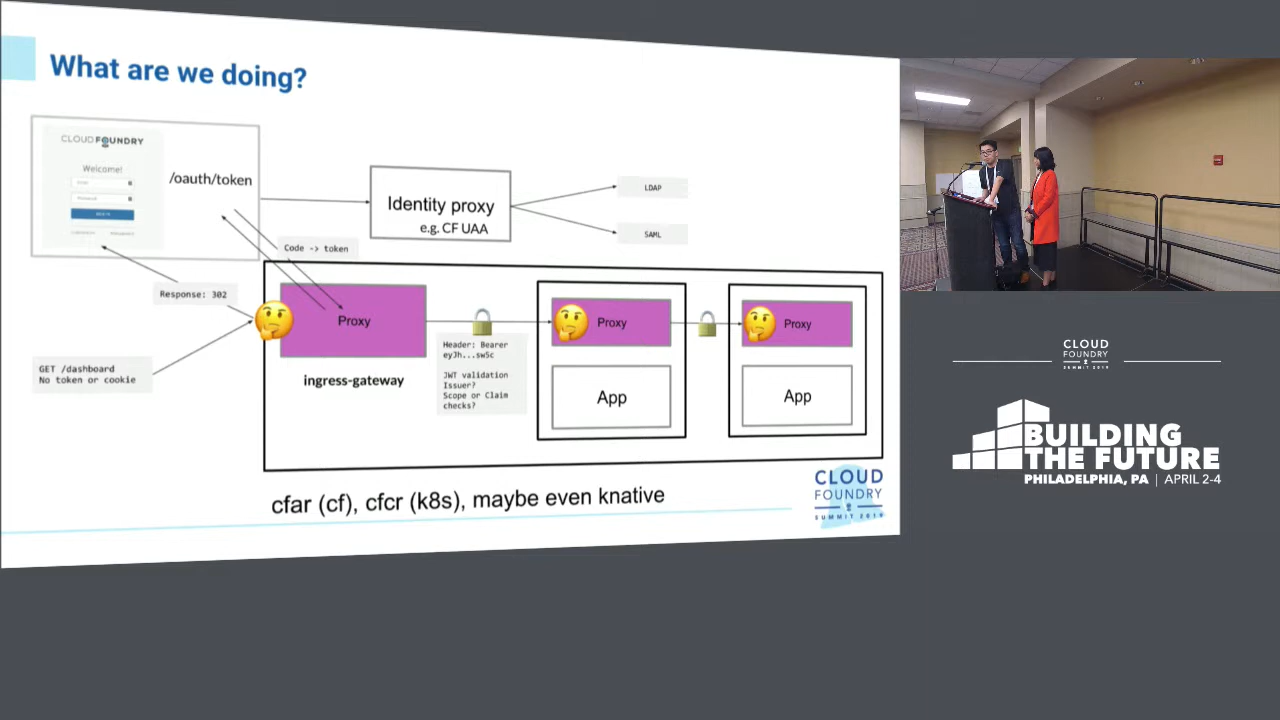 What are we doing?
CLOUD FOUNDRY
Welcome!
/oauth/token
Identity proxy
e.g. CF UAA
LDAP
SAML
Code -> token
Response: 302
GET /dashboard
No token or cookie
Proxy
ingress-gateway
Header: Bearer
eyJh...sw5c
JWT validation
Issuer?
Scope or Claim
checks?
Proxy
App
Proxy
App
cfar (cf), cfcr (k8s), maybe even knative
CLOUD
FOUNDRY
SUMMIT 2019
CLOUD
FOUNDRY
SUMMIT 2019
BUILDING
THE FUTURE
PHILADELPHIA, PA | APRIL 2-4